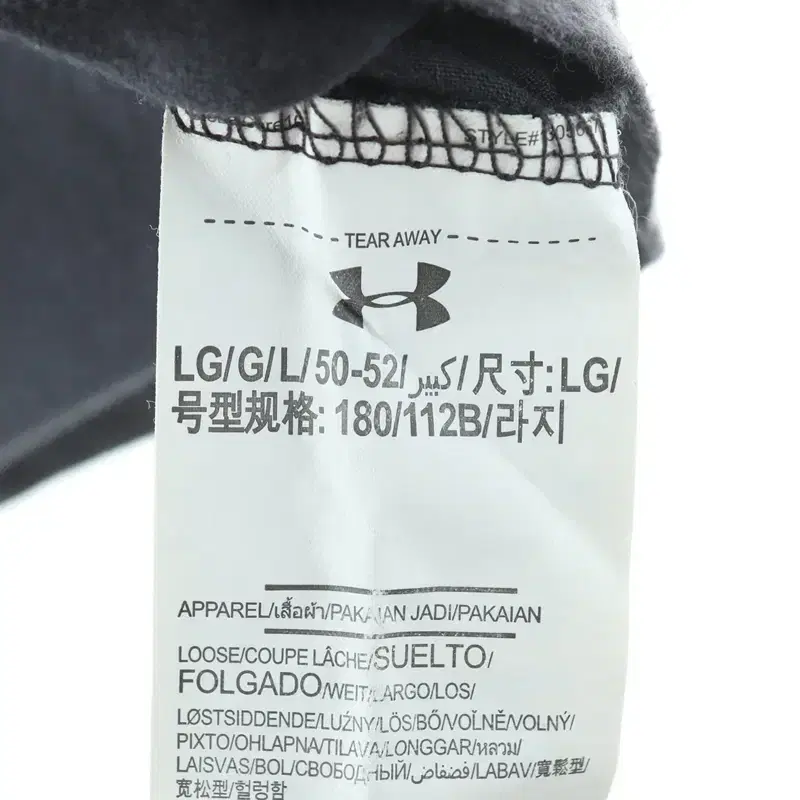 STYLE#
TEAR AWAY
LG/G/L/50-52/كبير/尺寸:LG/
号型规格: 180/112B/라지
APPAREL/เสื้อผ้า/PAKAIAN JADI/PAKAIAN
LOOSE/COUPE LÂCHE/SUELTO/
FOLGADO/WEIT/LARGO/LOS/
LØSTSIDDENDE/LUŹNY/LÖS/BŐ/VOĽNĚ/VOLNÝ/
PIXTO/OHLAPNA/TILAVA/LONGGAR/หลวม/
LAISVAS/BOL/СВОБОДНЫЙ/فضفاض/LABAV/寬鬆型/
宽松型/헐렁함